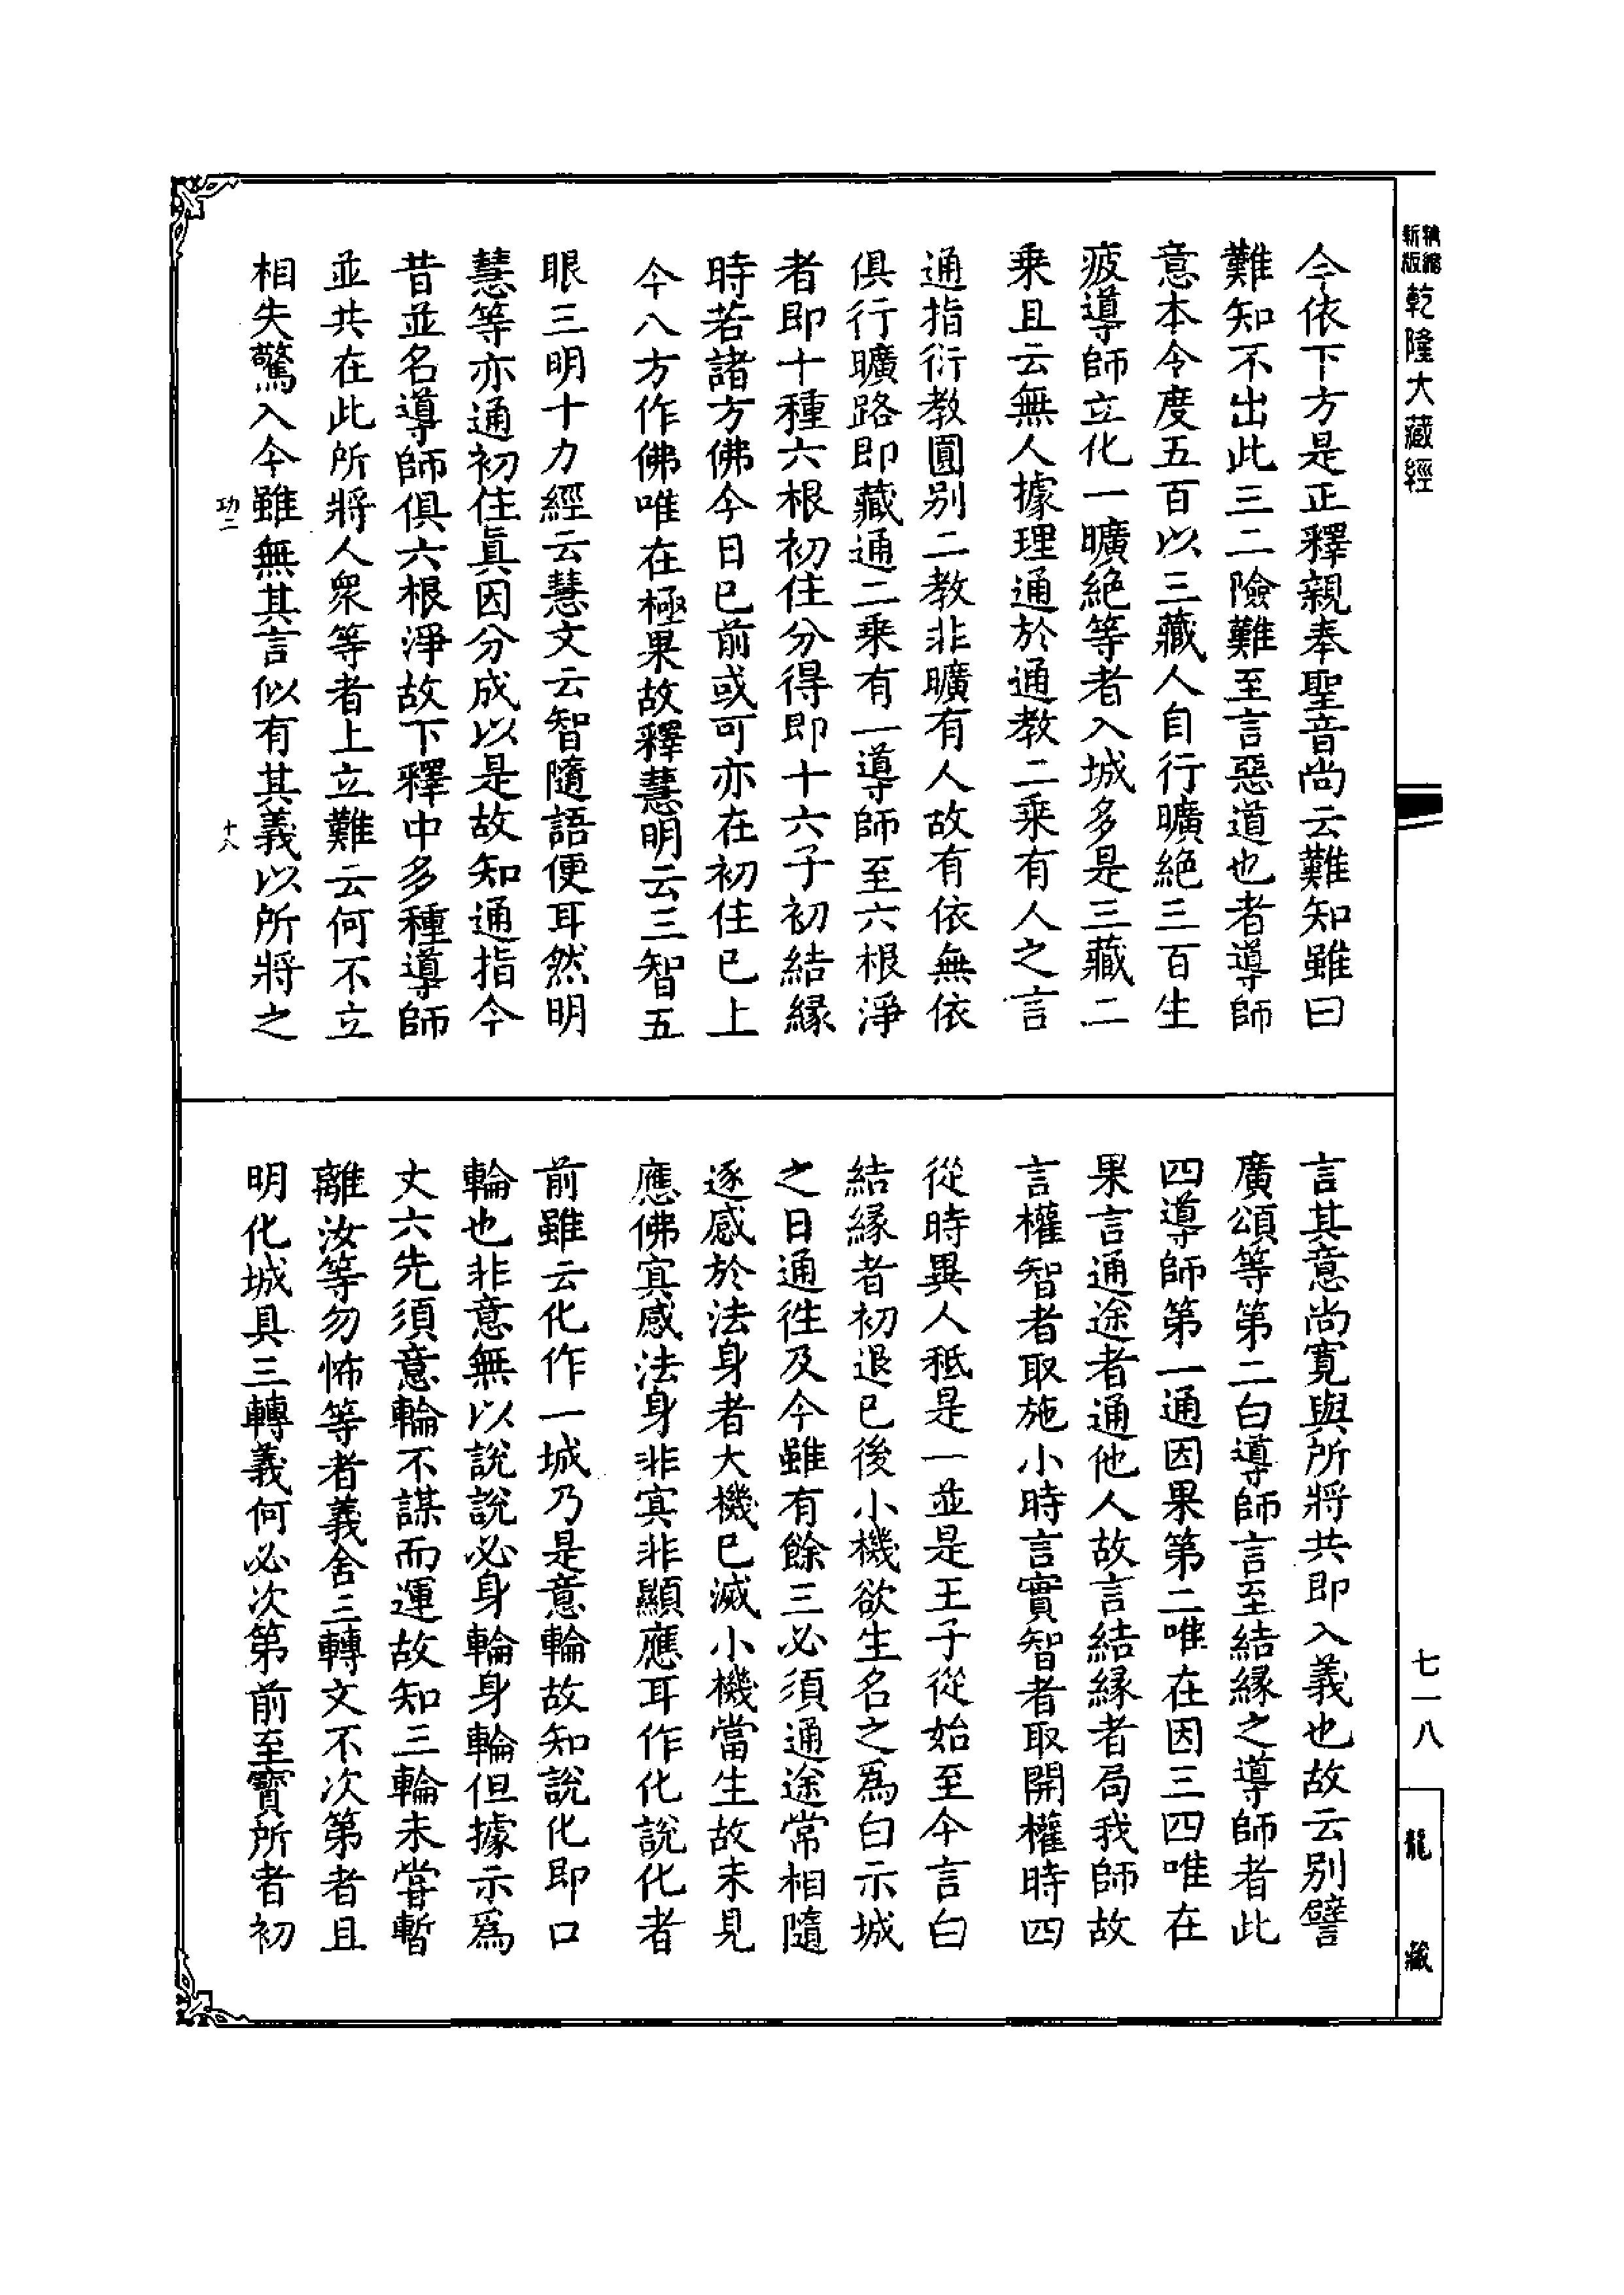 精縮新版乾隆大藏經
今依下方是正釋親奉聖音尚云難知雖曰
難知不出此三二險難至言惡道也者導師
意本令度五百以三藏人自行曠絶三百生
疲導師立化一曠絶等者入城多是三藏二
乗且云無人據理通於通教二乗有人之言
通指衍教圓别二教非曠有人故有依無依
俱行曠路即藏通二乗有一導師至六根淨
者即十種六根初住分得即十六子初結縁
時若諸方佛今日已前或可亦在初住已上
今八方作佛唯在極果故釋慧明云三智五
眼三明十力經云慧文云智隨語便耳然明
慧等亦通初住真因分成以是故知通指今
昔並名導師俱六根淨故下釋中多種導師
並共在此所將人衆等者上立難云何不立
相失驚入今雖無其言似有其義以所將之
功二
十八
言其意尚寛與所將共即入義也故云别譬
廣頌等第二白導師言至結縁之導師者此
四導師第一通因果第二唯在因三四唯在
果言通途者通他人故言結縁者局我師故
言權智者取施小時言實智者取開權時四
從時異人秖是一並是王子從始至今言白
結縁者初退已後小機欲生名之爲白示城
之日通徃及今雖有餘三必須通途常相隨
逐感於法身者大機已滅小機當生故未見
應佛冥感法身非冥非顯應耳作化說化者
前雖云化作一城乃是意輪故知說化即口
輪也非意無以說說必身輪身輪但據示爲
丈六先須意輪不謀而運故知三輪未甞暫
離汝等勿怖等者義含三轉文不次第者且
明化城具三轉義何必次第前至寳所者初
七一八
龍藏